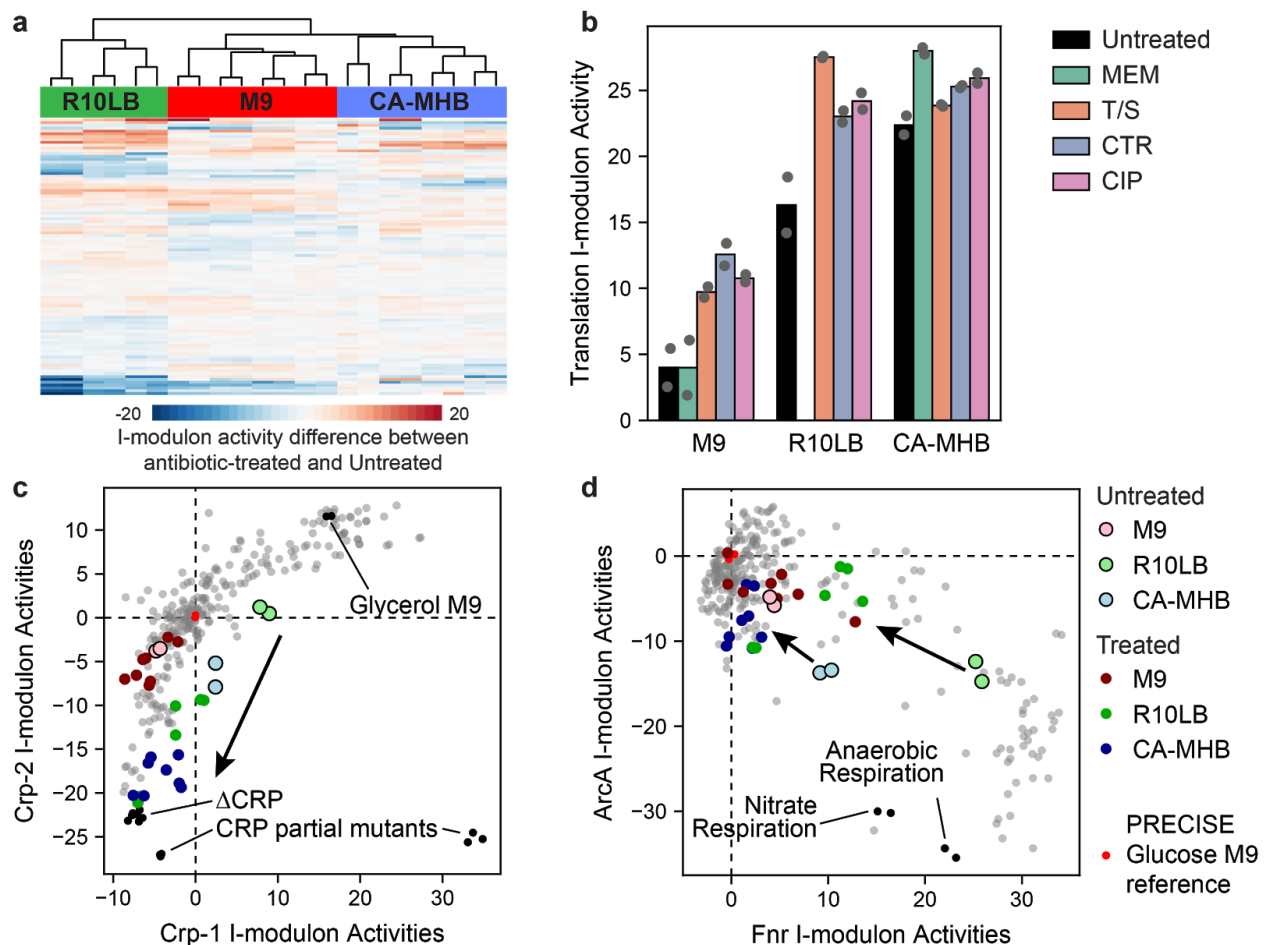 a
R10LB M9 CA-MHB
-20 20
I-modulon activity difference between
antibiotic-treated and Untreated
b
Translation I-modulon Activity
25
20
15
10
5
0
M9 R10LB CA-MHB
Untreated
MEM
T/S
CTR
CIP
c
Crp-2 I-modulon Activities
10
5
0
−5
−10
−15
−20
−25
Glycerol M9
ΔCRP
CRP partial mutants
−10 0 10 20 30
Crp-1 I-modulon Activities
d
ArcA I-modulon Activities
0
−10
−20
−30
Anaerobic
Respiration
Nitrate
Respiration
0 10 20 30
Fnr I-modulon Activities
Untreated
M9
R10LB
CA-MHB
Treated
M9
R10LB
CA-MHB
PRECISE
Glucose M9
reference